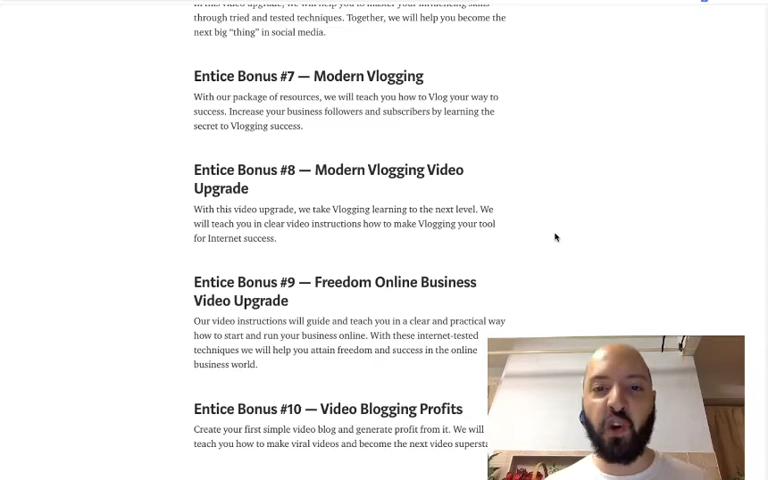 through tried and tested techniques. Together, we will help you become the
next big “thing” in social media.
Entice Bonus #7 — Modern Vlogging
With our package of resources, we will teach you how to Vlog your way to
success. Increase your business followers and subscribers by learning the
secret to Vlogging success.
Entice Bonus #8 — Modern Vlogging Video
Upgrade
With this video upgrade, we take Vlogging learning to the next level. We
will teach you in clear video instructions how to make Vlogging your tool
for Internet success.
Entice Bonus #9 — Freedom Online Business
Video Upgrade
Our video instructions will guide and teach you in a clear and practical way
how to start and run your business online. With these internet-tested
techniques we will help you attain freedom and success in the online
business world.
Entice Bonus #10 — Video Blogging Profits
Create your first simple video blog and generate profit from it. We will
teach you how to make viral videos and become the next video supersta